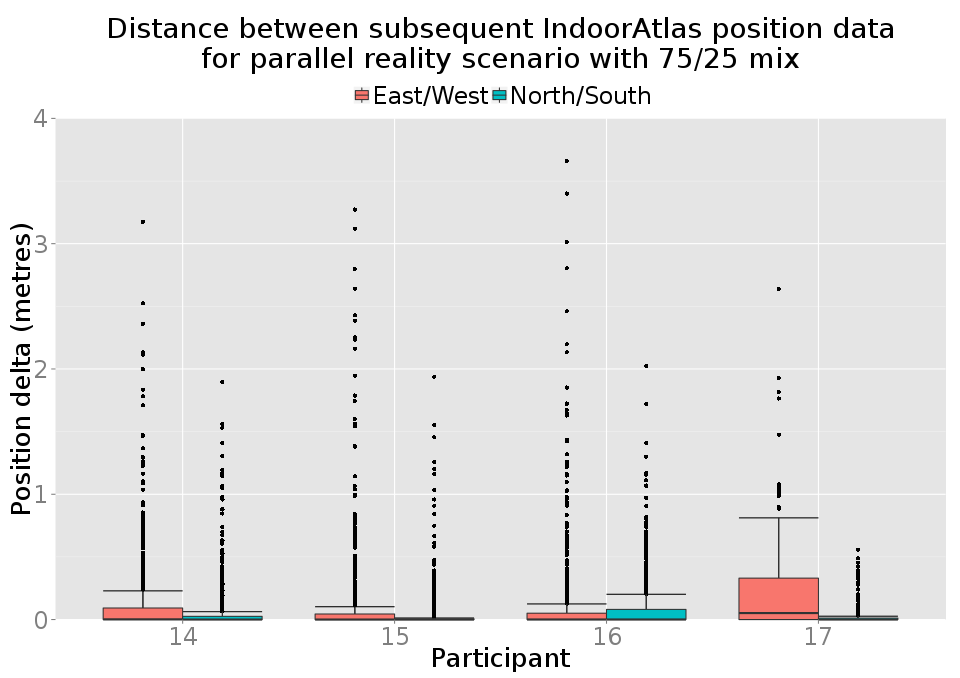 Distance between subsequent IndoorAtlas position data
for parallel reality scenario with 75/25 mix
East/West North/South
Position delta (metres)
4
3
2
1
0
14 15 16 17
Participant